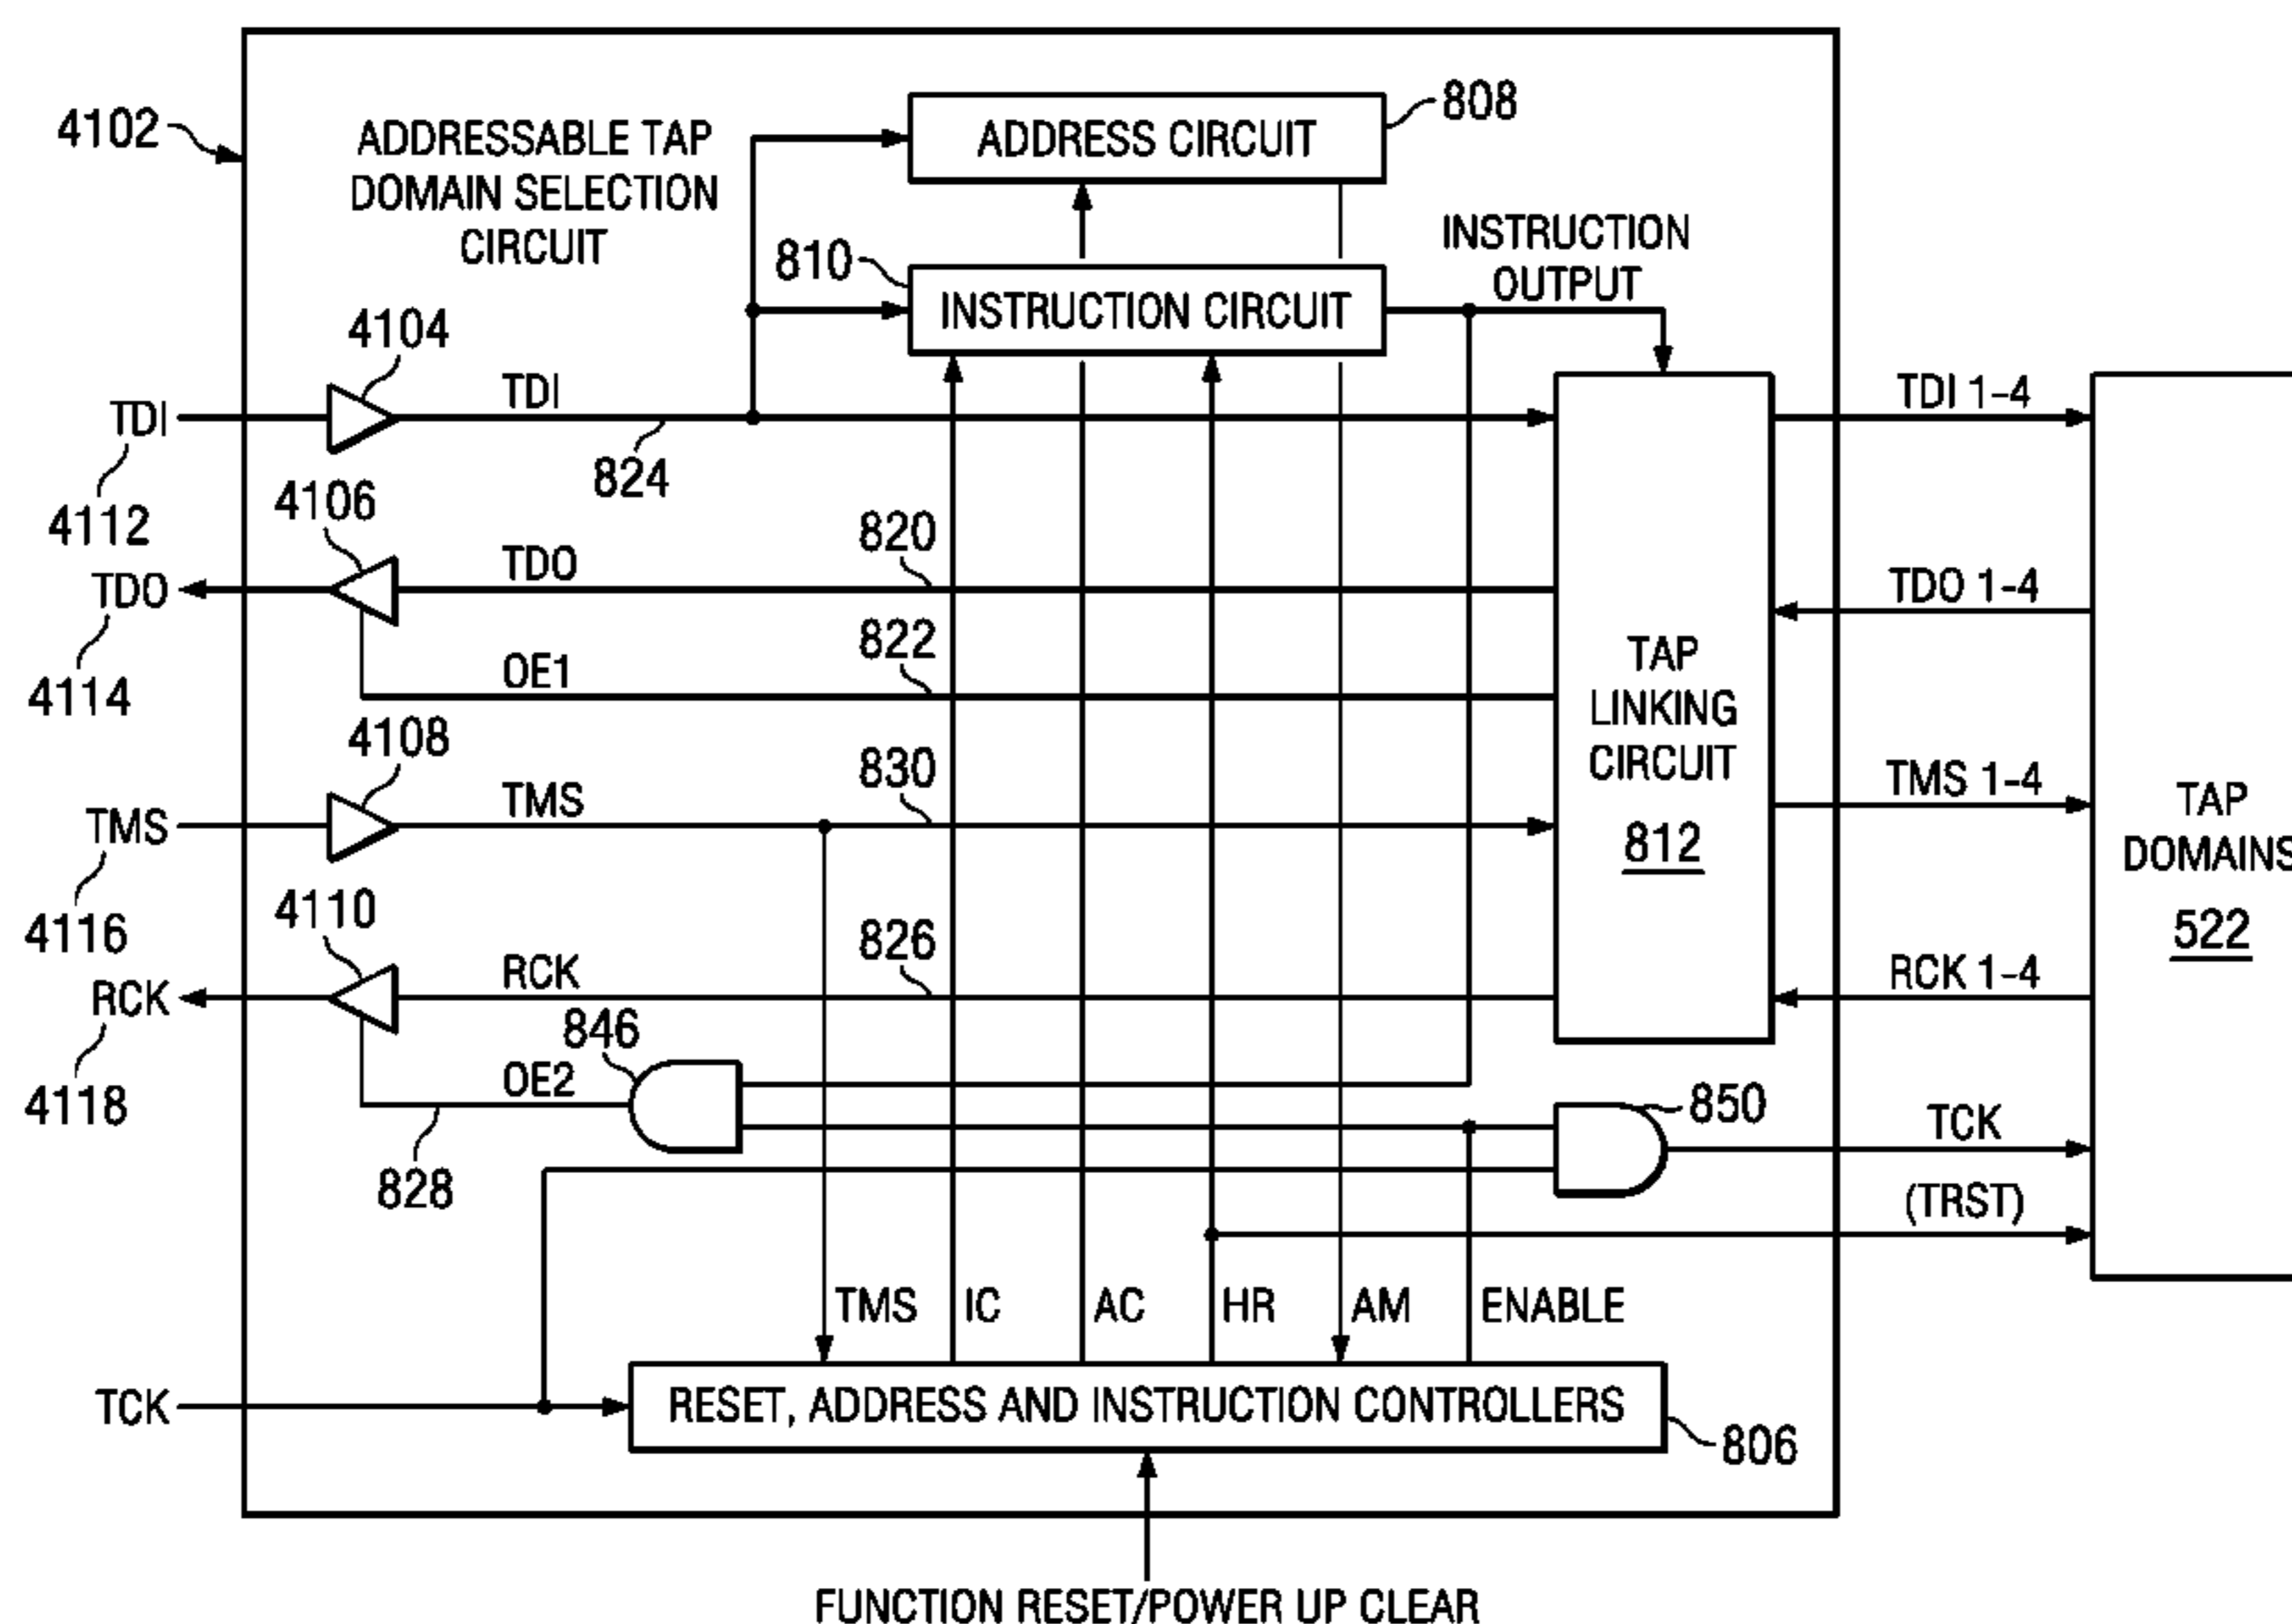 4102
ADDRESSABLE TAP
DOMAIN SELECTION
CIRCUIT
ADDRESS CIRCUIT
808
810
INSTRUCTION CIRCUIT
INSTRUCTION
OUTPUT
4104
TDI
TDI
824
4112
TDI 1-4
4106
TDO
TDO
820
4114
TDO 1-4
OE1
822
TAP
LINKING
CIRCUIT
812
4108
TMS
TMS
830
4116
TMS 1-4
TAP
DOMAINS
522
4110
RCK
RCK
826
4118
RCK 1-4
846
OE2
828
850
TCK
(TRST)
TMS
IC
AC
HR
AM
ENABLE
TCK
RESET, ADDRESS AND INSTRUCTION CONTROLLERS
806
FUNCTION RESET/POWER UP CLEAR